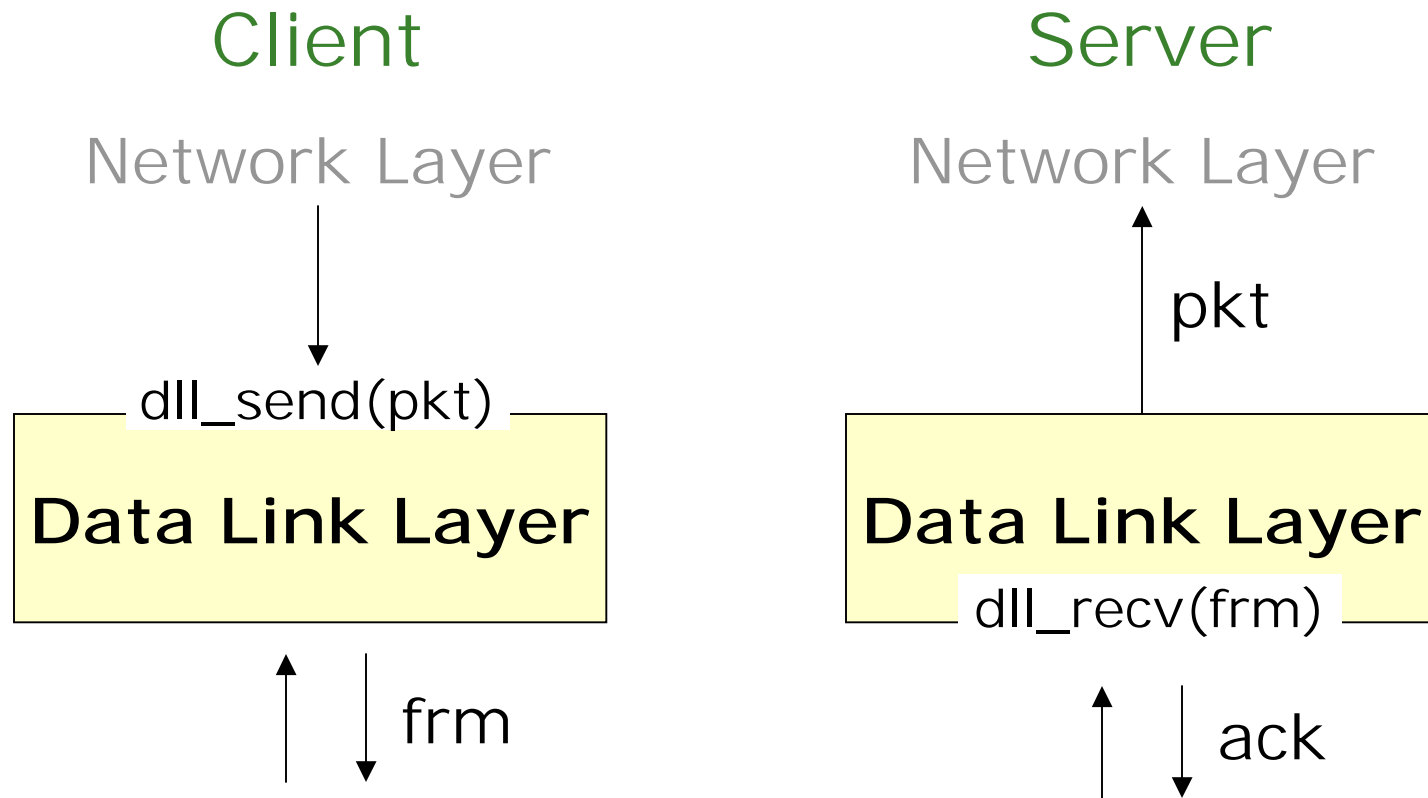 Client
Network Layer
dll_send(pkt)
Data Link Layer
frm
Server
Network Layer
pkt
Data Link Layer
dll_recv(frm)
ack